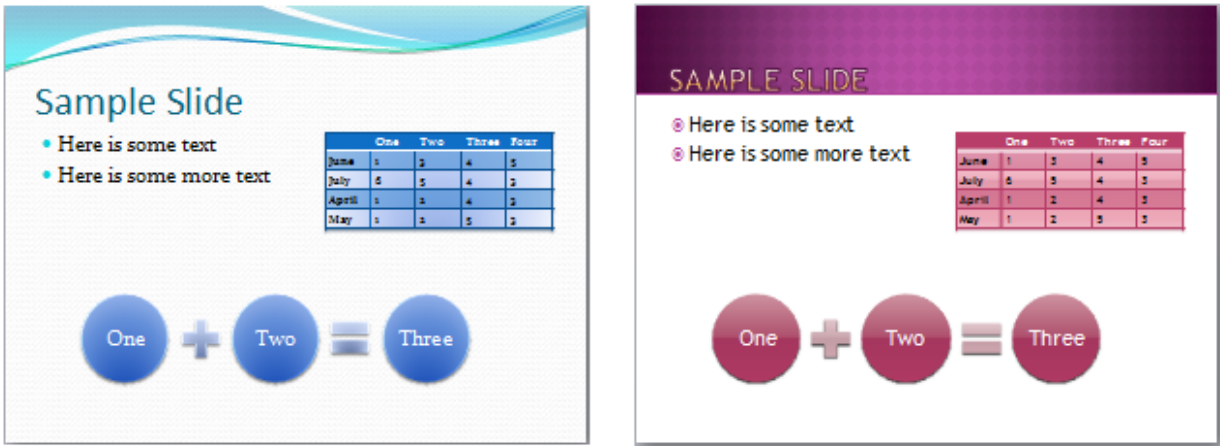 Sample Slide
Here is some text
Here is some more text
One Two Three Four
June 1 3 4 5
July 6 5 4 3
April 1 2 4 3
May 1 2 5 3
One Two Three
SAMPLE SLIDE
Here is some text
Here is some more text
One Two Three Four
June 1 3 4 5
July 6 5 4 3
April 1 2 4 3
May 1 2 5 3
One Two Three